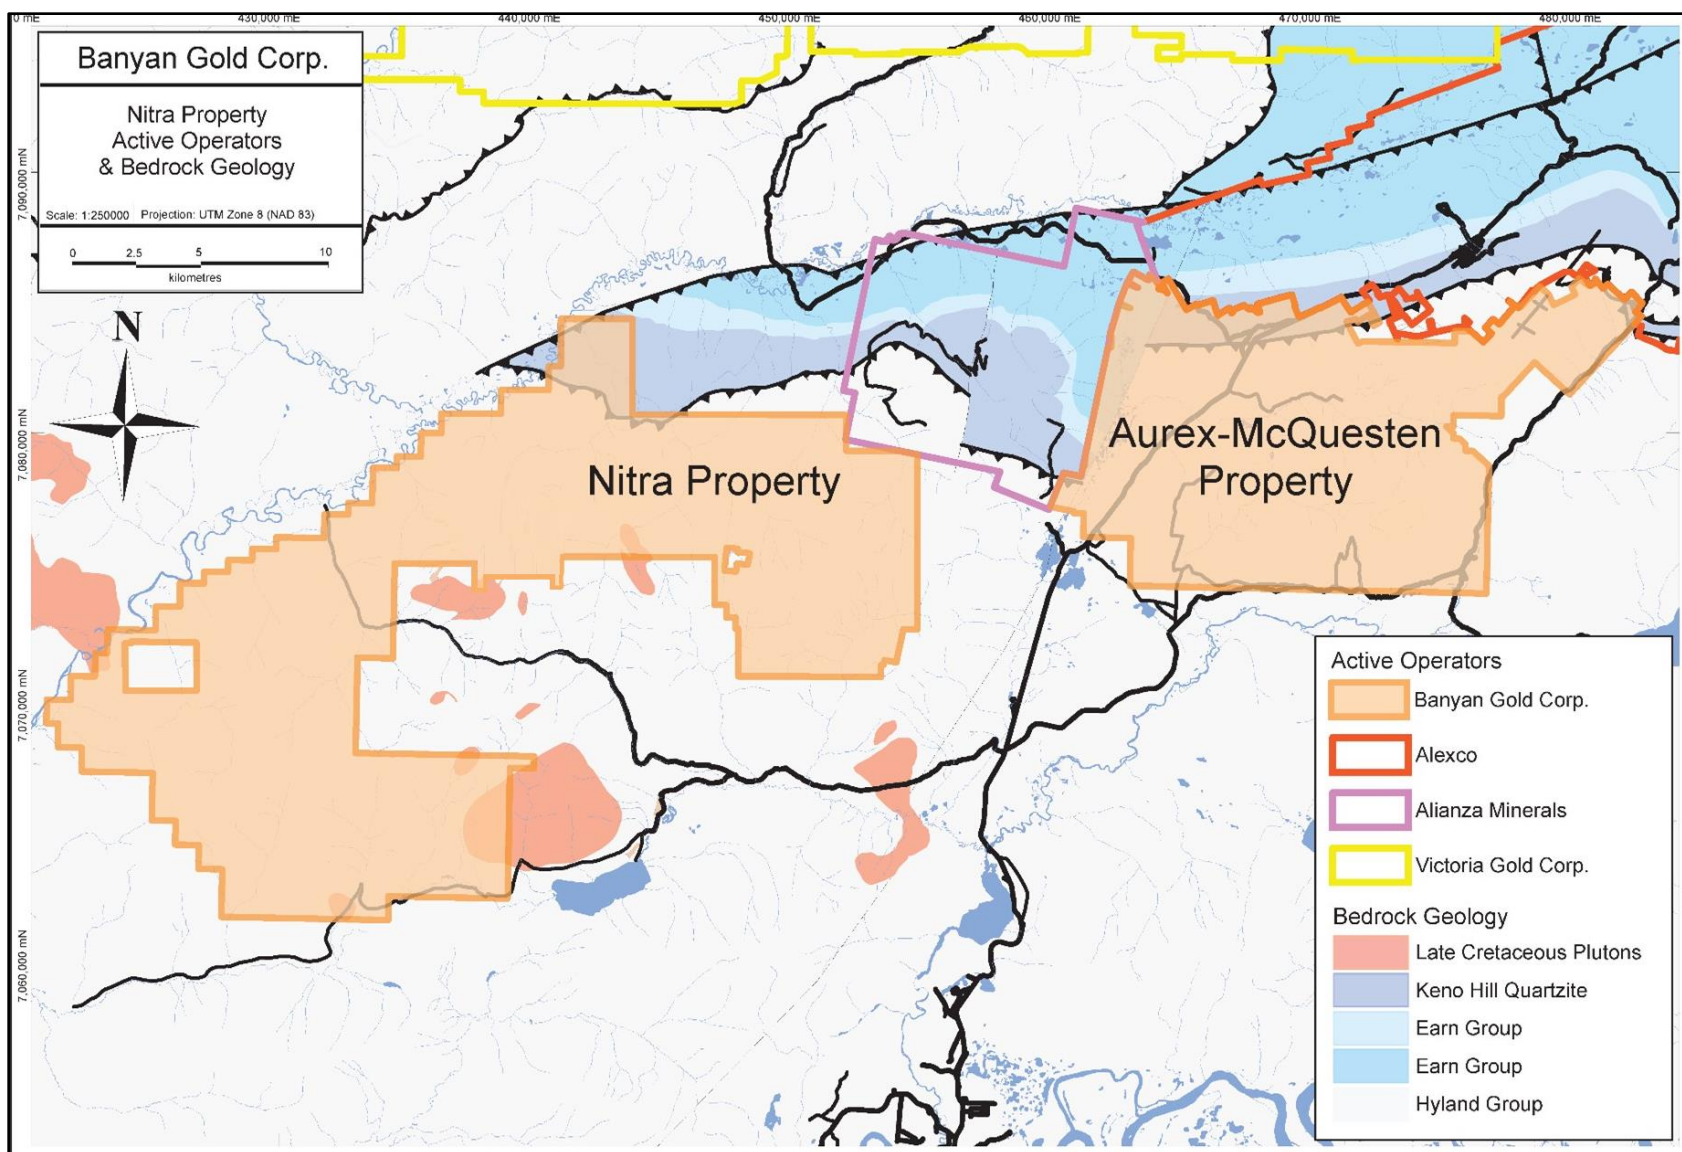 0 mE 430,000 mE 440,000 mE 450,000 mE 460,000 mE 470,000 mE 480,000 mE
Banyan Gold Corp.
Nitra Property
Active Operators
& Bedrock Geology
Scale: 1:250000 Projection: UTM Zone 8 (NAD 83)
0 2.5 5 10
kilometres
N
7,090,000 mN
7,080,000 mN
7,070,000 mN
7,060,000 mN
Nitra Property
Aurex-McQuesten
Property
Active Operators
Banyan Gold Corp.
Alexco
Alianza Minerals
Victoria Gold Corp.
Bedrock Geology
Late Cretaceous Plutons
Keno Hill Quartzite
Earn Group
Earn Group
Hyland Group